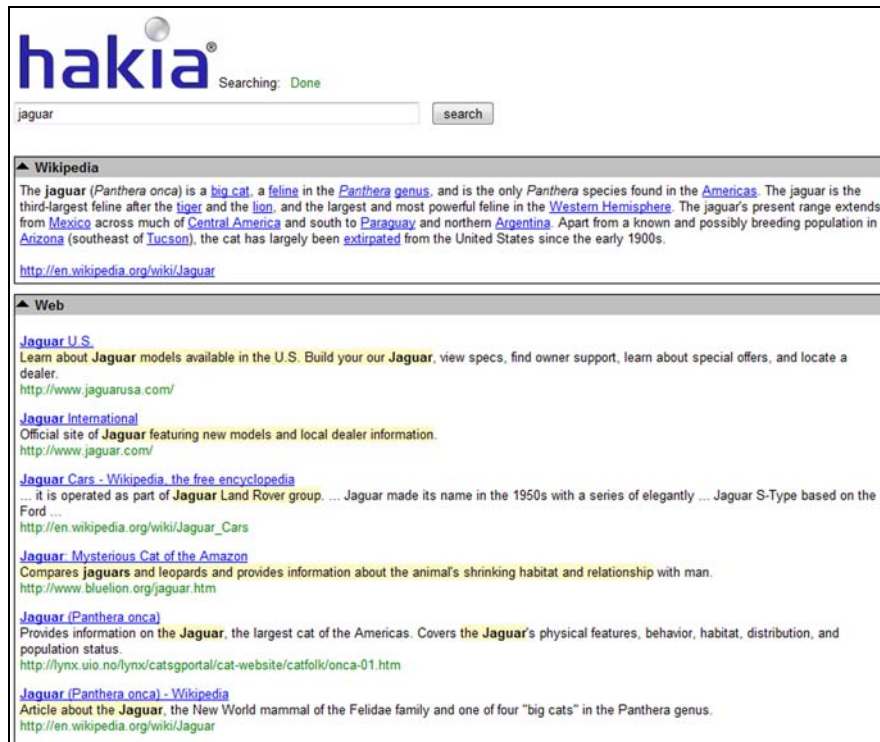 hakia®
Searching: Done
jaguar
search
Wikipedia
The jaguar (Panthera onca) is a big cat, a feline in the Panthera genus, and is the only Panthera species found in the Americas. The jaguar is the
third-largest feline after the tiger and the lion, and the largest and most powerful feline in the Western Hemisphere. The jaguar's present range extends
from Mexico across much of Central America and south to Paraguay and northern Argentina. Apart from a known and possibly breeding population in
Arizona (southeast of Tucson), the cat has largely been extirpated from the United States since the early 1900s.
http://en.wikipedia.org/wiki/Jaguar
Web
Jaguar U.S.
Learn about Jaguar models available in the U.S. Build your our Jaguar, view specs, find owner support, learn about special offers, and locate a
dealer.
http://www.jaguarusa.com/
Jaguar International
Official site of Jaguar featuring new models and local dealer information.
http://www.jaguar.com/
Jaguar Cars - Wikipedia, the free encyclopedia
... it is operated as part of Jaguar Land Rover group. ... Jaguar made its name in the 1950s with a series of elegantly ... Jaguar S-Type based on the
Ford ...
http://en.wikipedia.org/wiki/Jaguar_Cars
Jaguar: Mysterious Cat of the Amazon
Compares jaguars and leopards and provides information about the animal's shrinking habitat and relationship with man.
http://www.bluelion.org/jaguar.htm
Jaguar (Panthera onca)
Provides information on the Jaguar, the largest cat of the Americas. Covers the Jaguar's physical features, behavior, habitat, distribution, and
population status.
http://lynx.uio.no/lynx/catsgportal/cat-website/catfolk/onca-01.htm
Jaguar (Panthera onca) - Wikipedia
Article about the Jaguar, the New World mammal of the Felidae family and one of four "big cats" in the Panthera genus.
http://en.wikipedia.org/wiki/Jaguar